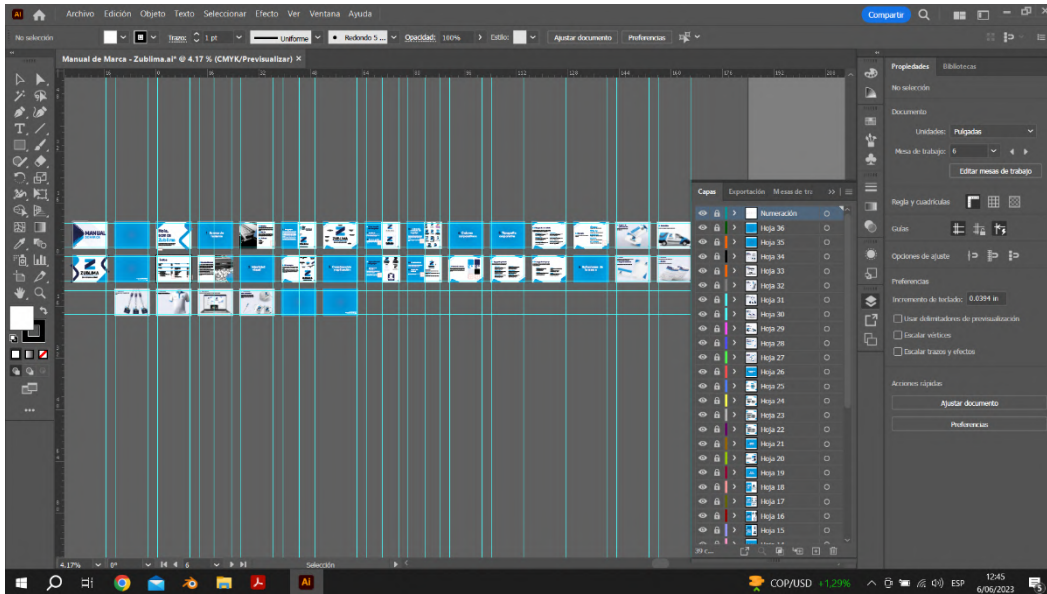 Ai Archivo Edición Objeto Texto Seleccionar Efecto Ver Ventana Ayuda Compartir
No selección Trazo: 1 pt Uniforme Redondo 5 ... Opacidad: 100% Estilo: Ajustar documento Preferencias
Manual de Marca - Zublima.ai* @ 4.17 % (CMYK/Previsualizar) ×
Propiedades Bibliotecas
No selección
Documento
Unidades: Pulgadas
Mesa de trabajo: 6
Editar mesas de trabajo
Regla y cuadrículas
Guías
Opciones de ajuste
Preferencias
Incremento de teclado: 0.0394 in
Usar delimitadores de previsualización
Escalar vértices
Escalar trazos y efectos
Acciones rápidas
Ajustar documento
Preferencias
Capas Exportación Mesas de tra
Numeración
Hoja 36
Hoja 35
Hoja 34
Hoja 33
Hoja 32
Hoja 31
Hoja 30
Hoja 29
Hoja 28
Hoja 27
Hoja 26
Hoja 25
Hoja 24
Hoja 23
Hoja 22
Hoja 21
Hoja 20
Hoja 19
Hoja 18
Hoja 17
Hoja 16
Hoja 15
39 c...
MANUAL
ZUBLIMA
4.17% 0° 6 Selección
COP/USD +1,29% ESP 12:45
6/06/2023